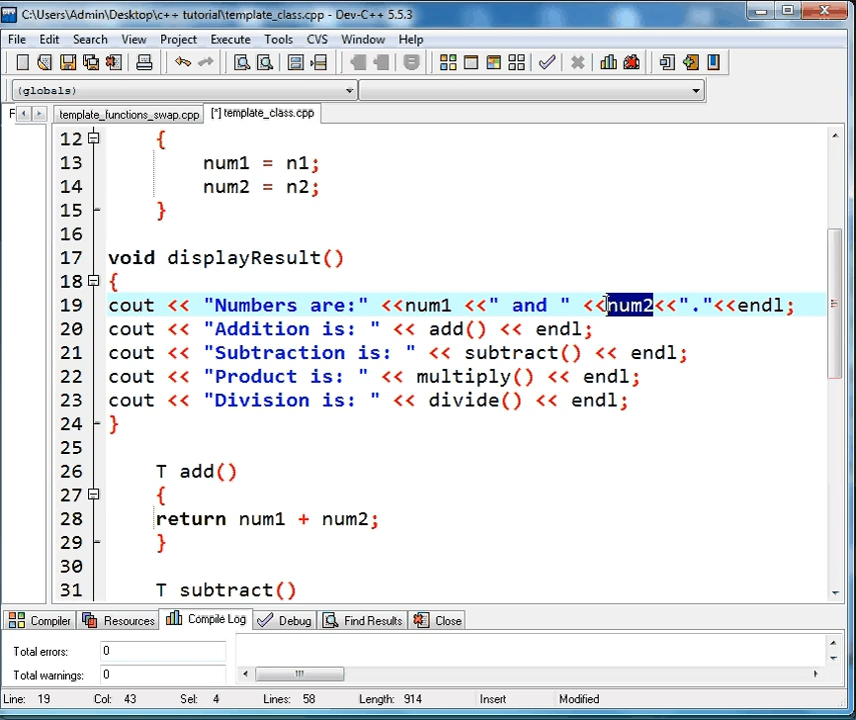 C:\Users\Admin\Desktop\c++ tutorial\template_class.cpp - Dev-C++ 5.5.3
File Edit Search View Project Execute Tools CVS Window Help
(globals)
F template_functions_swap.cpp [*] template_class.cpp
12 {
13 num1 = n1;
14 num2 = n2;
15 }
16
17 void displayResult()
18 {
19 cout << "Numbers are:" <<num1 <<" and " <<num2<<"."<<endl;
20 cout << "Addition is: " << add() << endl;
21 cout << "Subtraction is: " << subtract() << endl;
22 cout << "Product is: " << multiply() << endl;
23 cout << "Division is: " << divide() << endl;
24 }
25
26 T add()
27 {
28 return num1 + num2;
29 }
30
31 T subtract()
Compiler Resources Compile Log Debug Find Results Close
Total errors: 0
Total warnings: 0
Line: 19 Col: 43 Sel: 4 Lines: 58 Length: 914 Insert Modified